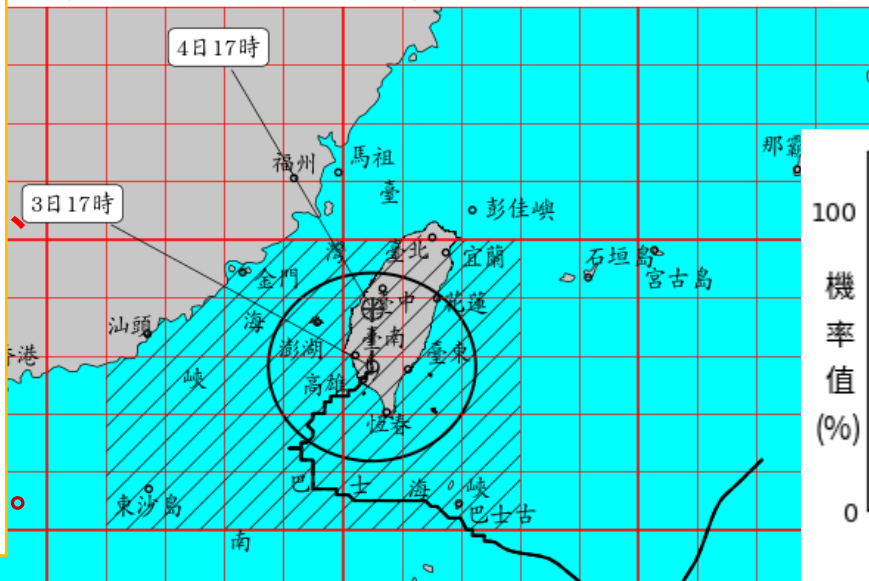 4日17時
3日17時
福州
馬祖
那霸
臺
彭佳嶼
灣
臺北
宜蘭
石垣島
宮古島
金門
海
臺中
花蓮
汕頭
香港
澎湖
臺南
臺東
峽
高雄
恆春
巴士海峽
東沙島
巴士古
南
100
機
率
值
(%)
0